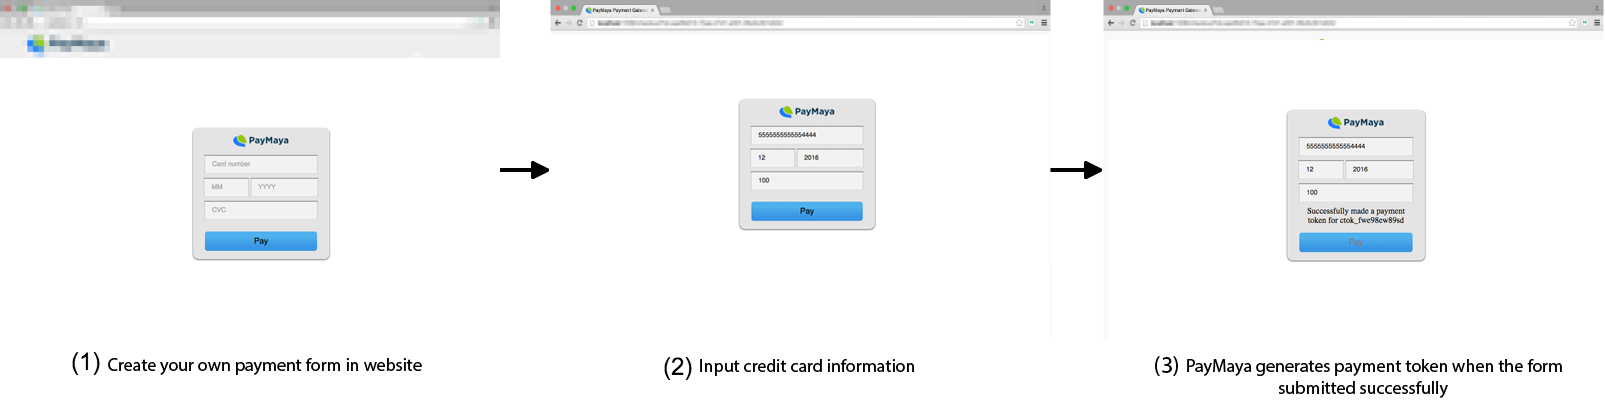 PayMaya
Card number
MM YYYY
CVC
Pay
(1) Create your own payment form in website
PayMaya Payment Gatew
PayMaya
5555555555554444
12 2016
100
Pay
(2) Input credit card information
PayMaya Payment Gatew
PayMaya
5555555555554444
12 2016
100
Successfully made a payment
token for ctok_fwe98ew89sd
Pay
(3) PayMaya generates payment token when the form
submitted successfully